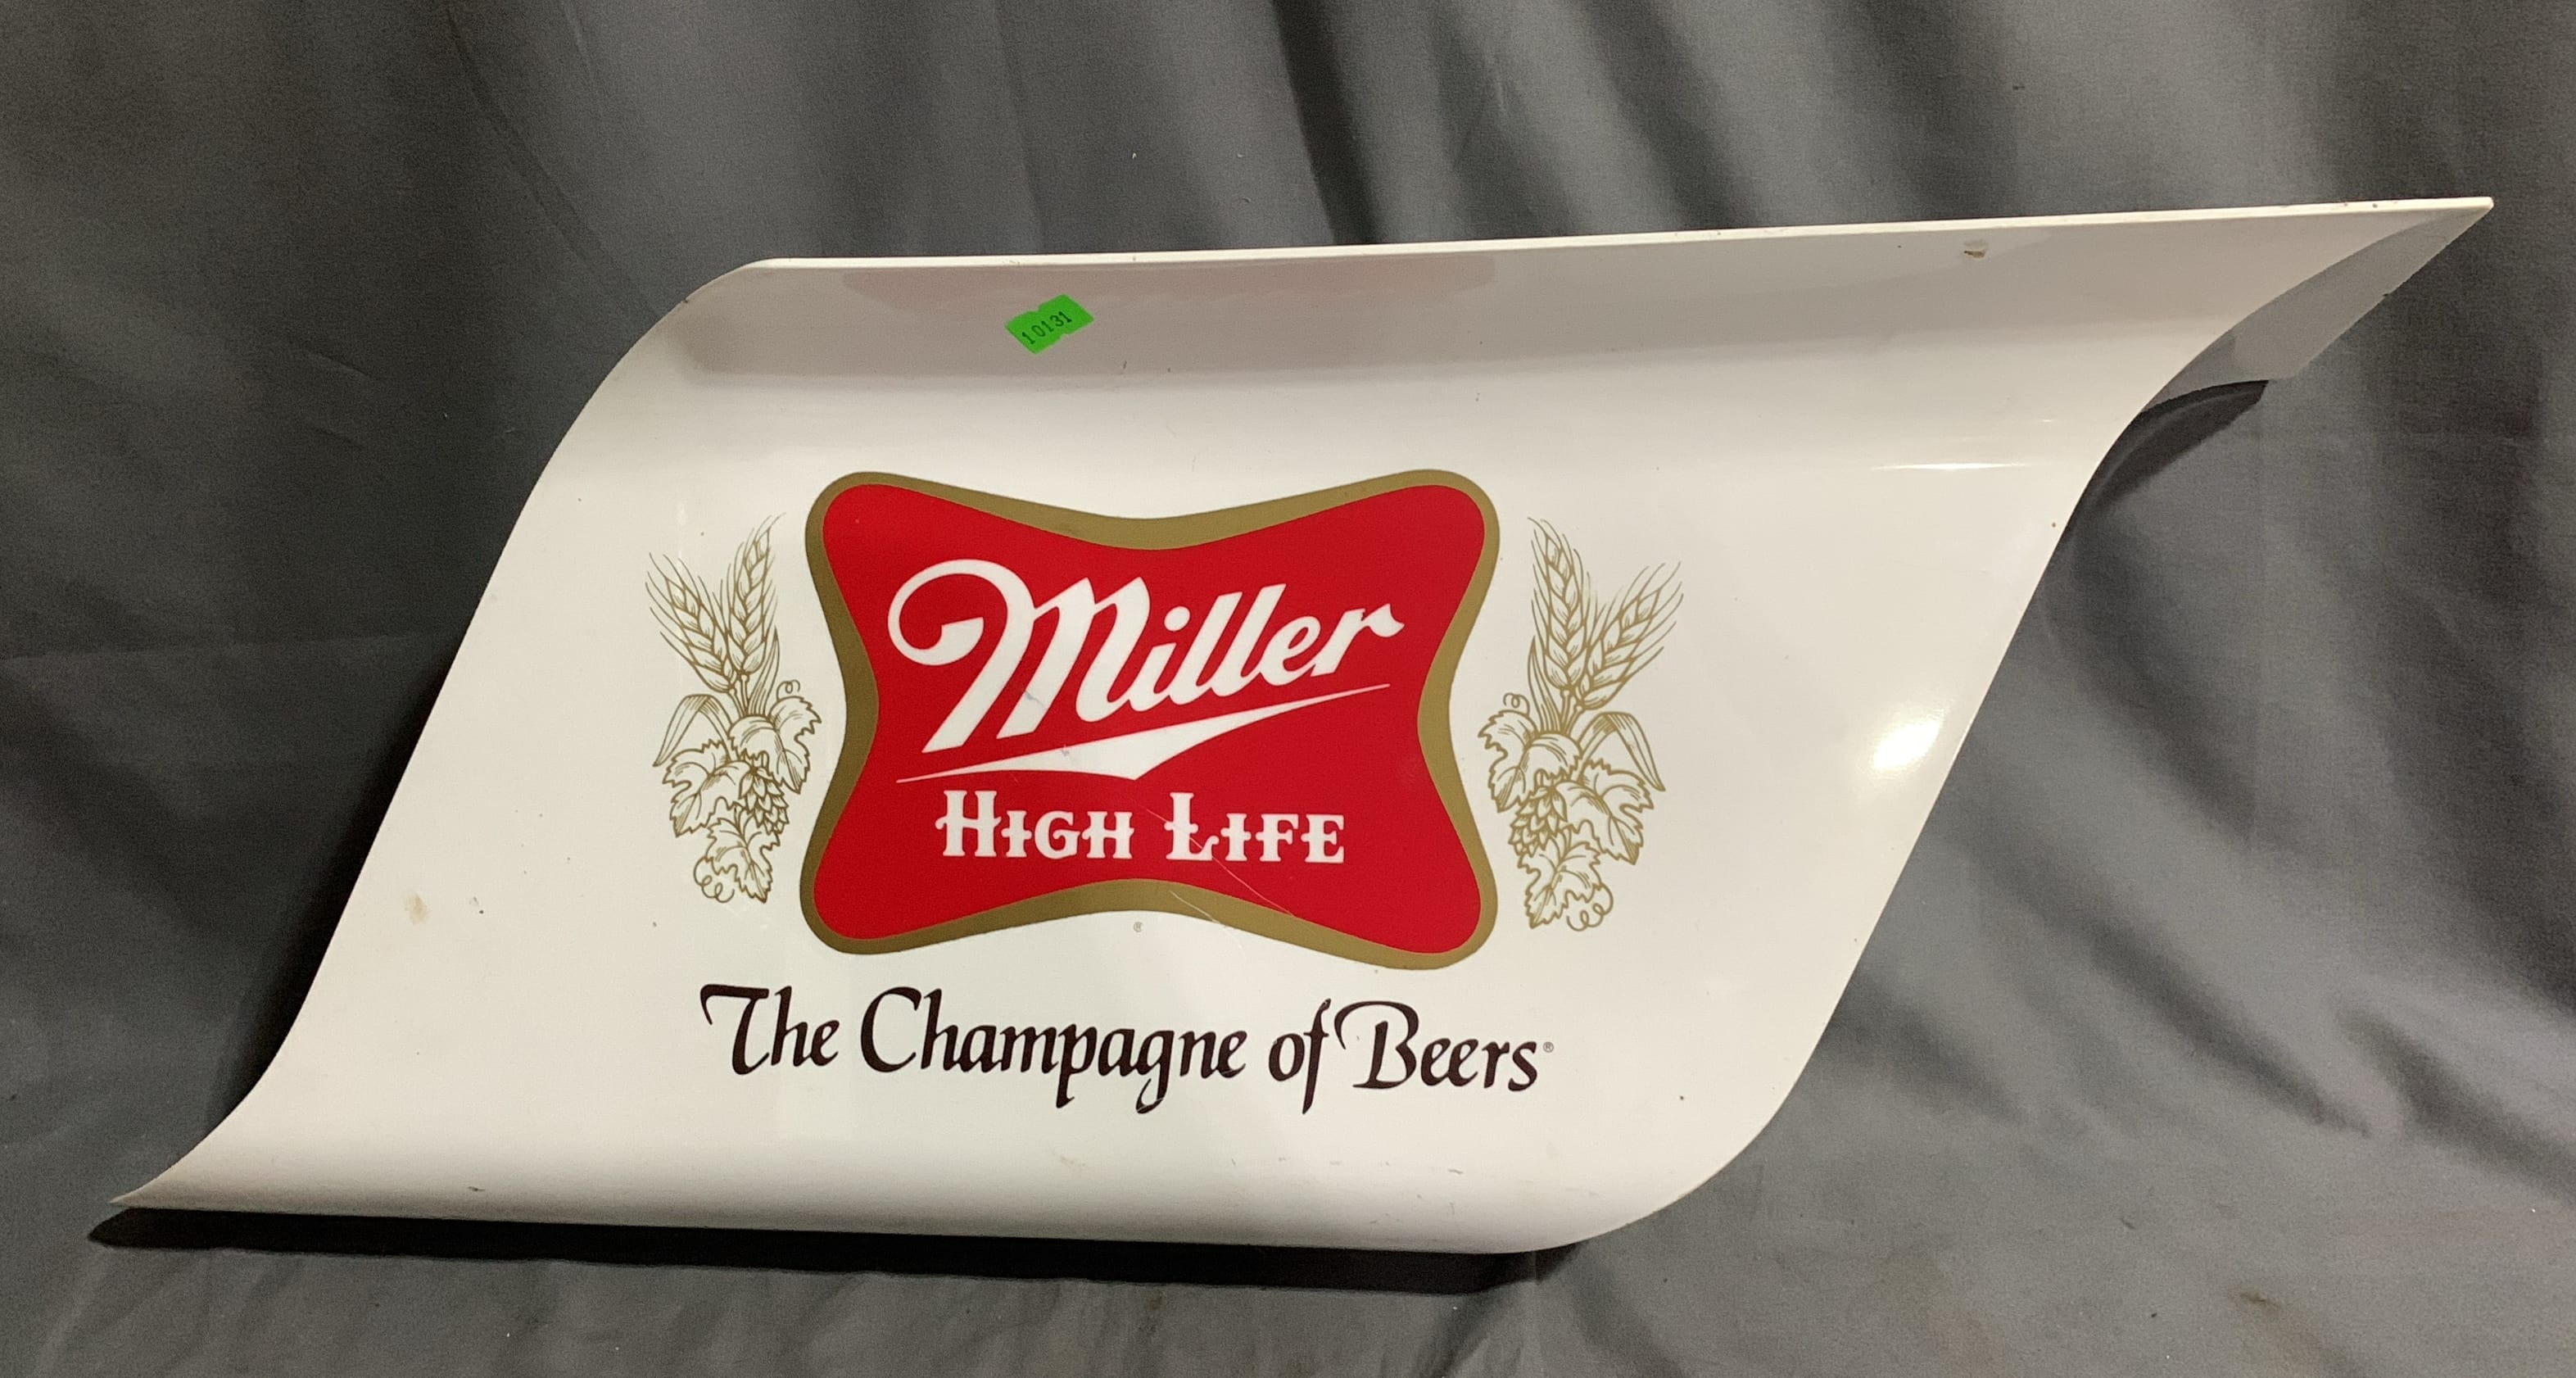 10131
Miller
HIGH LIFE
®
The Champagne of Beers®